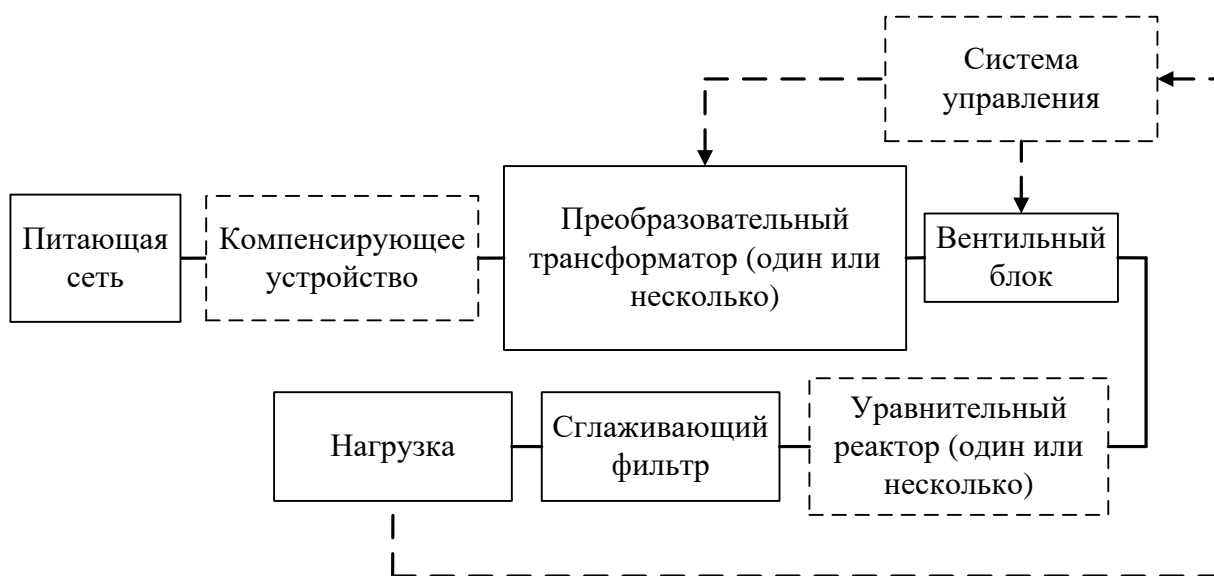 Система
управления
Питающая
сеть
Компенсирующее
устройство
Преобразовательный
трансформатор (один или
несколько)
Вентильный
блок
Нагрузка
Сглаживающий
фильтр
Уравнительный
реактор (один или
несколько)